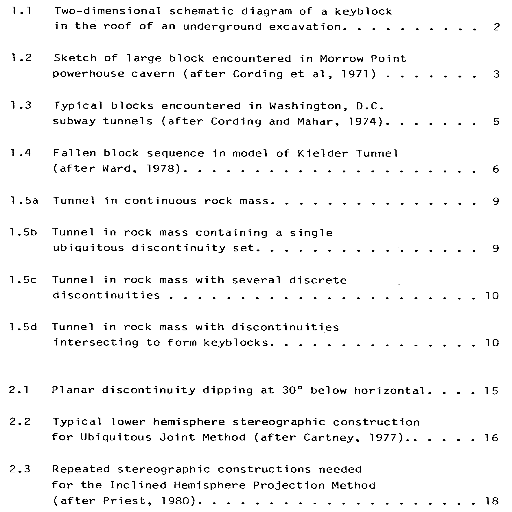 1.1 Two-dimensional schematic diagram of a keyblock
in the roof of an underground excavation. . . . . . . . . . 2
1.2 Sketch of large block encountered in Morrow Point
powerhouse cavern (after Cording et al, 1971) . . . . . . . 3
1.3 Typical blocks encountered in Washington, D.C.
subway tunnels (after Cording and Mahar, 1974). . . . . . . 5
1.4 Fallen block sequence in model of Kielder Tunnel
(after Ward, 1978). . . . . . . . . . . . . . . . . . . . . 6
1.5a Tunnel in continuous rock mass. . . . . . . . . . . . . . . 9
1.5b Tunnel in rock mass containing a single
ubiquitous discontinuity set. . . . . . . . . . . . . . . . 9
1.5c Tunnel in rock mass with several discrete
discontinuities . . . . . . . . . . . . . . . . . . . . . . 10
1.5d Tunnel in rock mass with discontinuities
intersecting to form keyblocks. . . . . . . . . . . . . . . 10
2.1 Planar discontinuity dipping at 30° below horizontal. . . . 15
2.2 Typical lower hemisphere stereographic construction
for Ubiquitous Joint Method (after Cartney, 1977).. . . . . 16
2.3 Repeated stereographic constructions needed
for the Inclined Hemisphere Projection Method
(after Priest, 1980). . . . . . . . . . . . . . . . . . . . 18